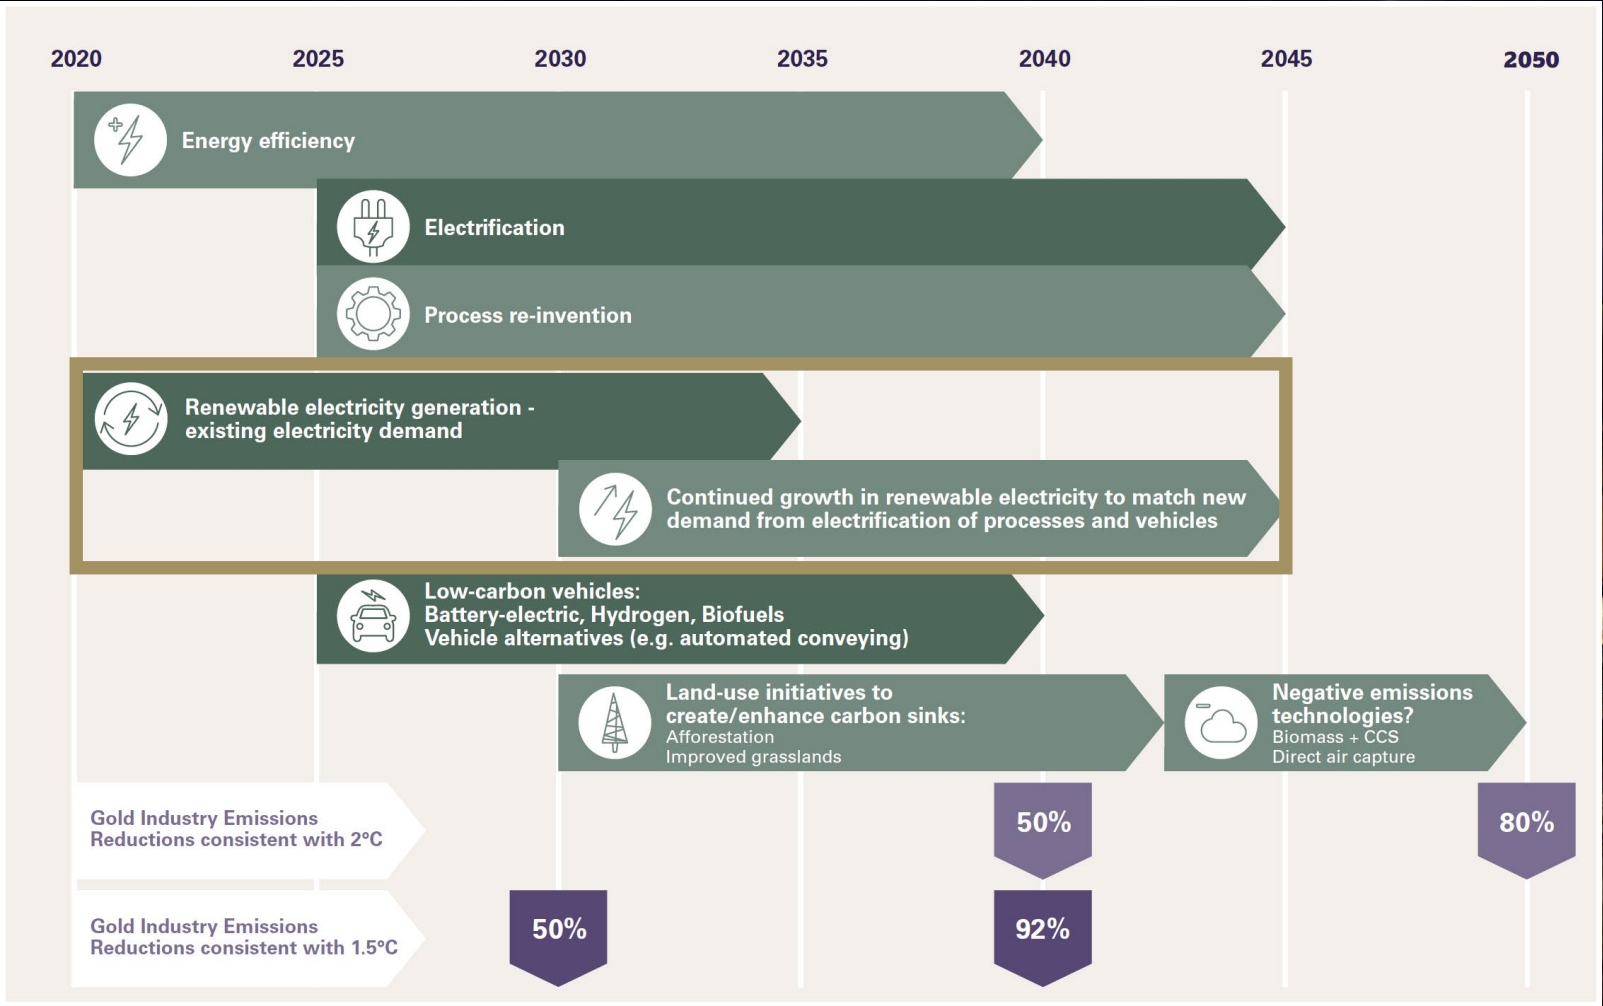 2020 2025 2030 2035 2040 2045 2050
Energy efficiency
Electrification
Process re-invention
Renewable electricity generation -
existing electricity demand
Continued growth in renewable electricity to match new
demand from electrification of processes and vehicles
Low-carbon vehicles:
Battery-electric, Hydrogen, Biofuels
Vehicle alternatives (e.g. automated conveying)
Land-use initiatives to
create/enhance carbon sinks:
Afforestation
Improved grasslands
Negative emissions
technologies?
Biomass + CCS
Direct air capture
Gold Industry Emissions
Reductions consistent with 2°C
50%
80%
Gold Industry Emissions
Reductions consistent with 1.5°C
50%
92%